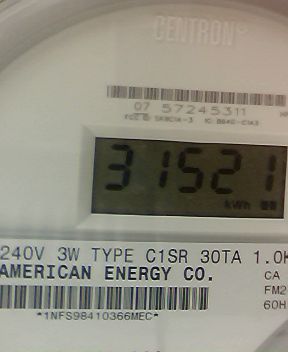 CENTRON®
07 57245311
31521
kWh
240V 3W TYPE C1SR 30TA 1.0K
AMERICAN ENERGY CO.
CA
FM2
60H
*1NFS98410366MEC*